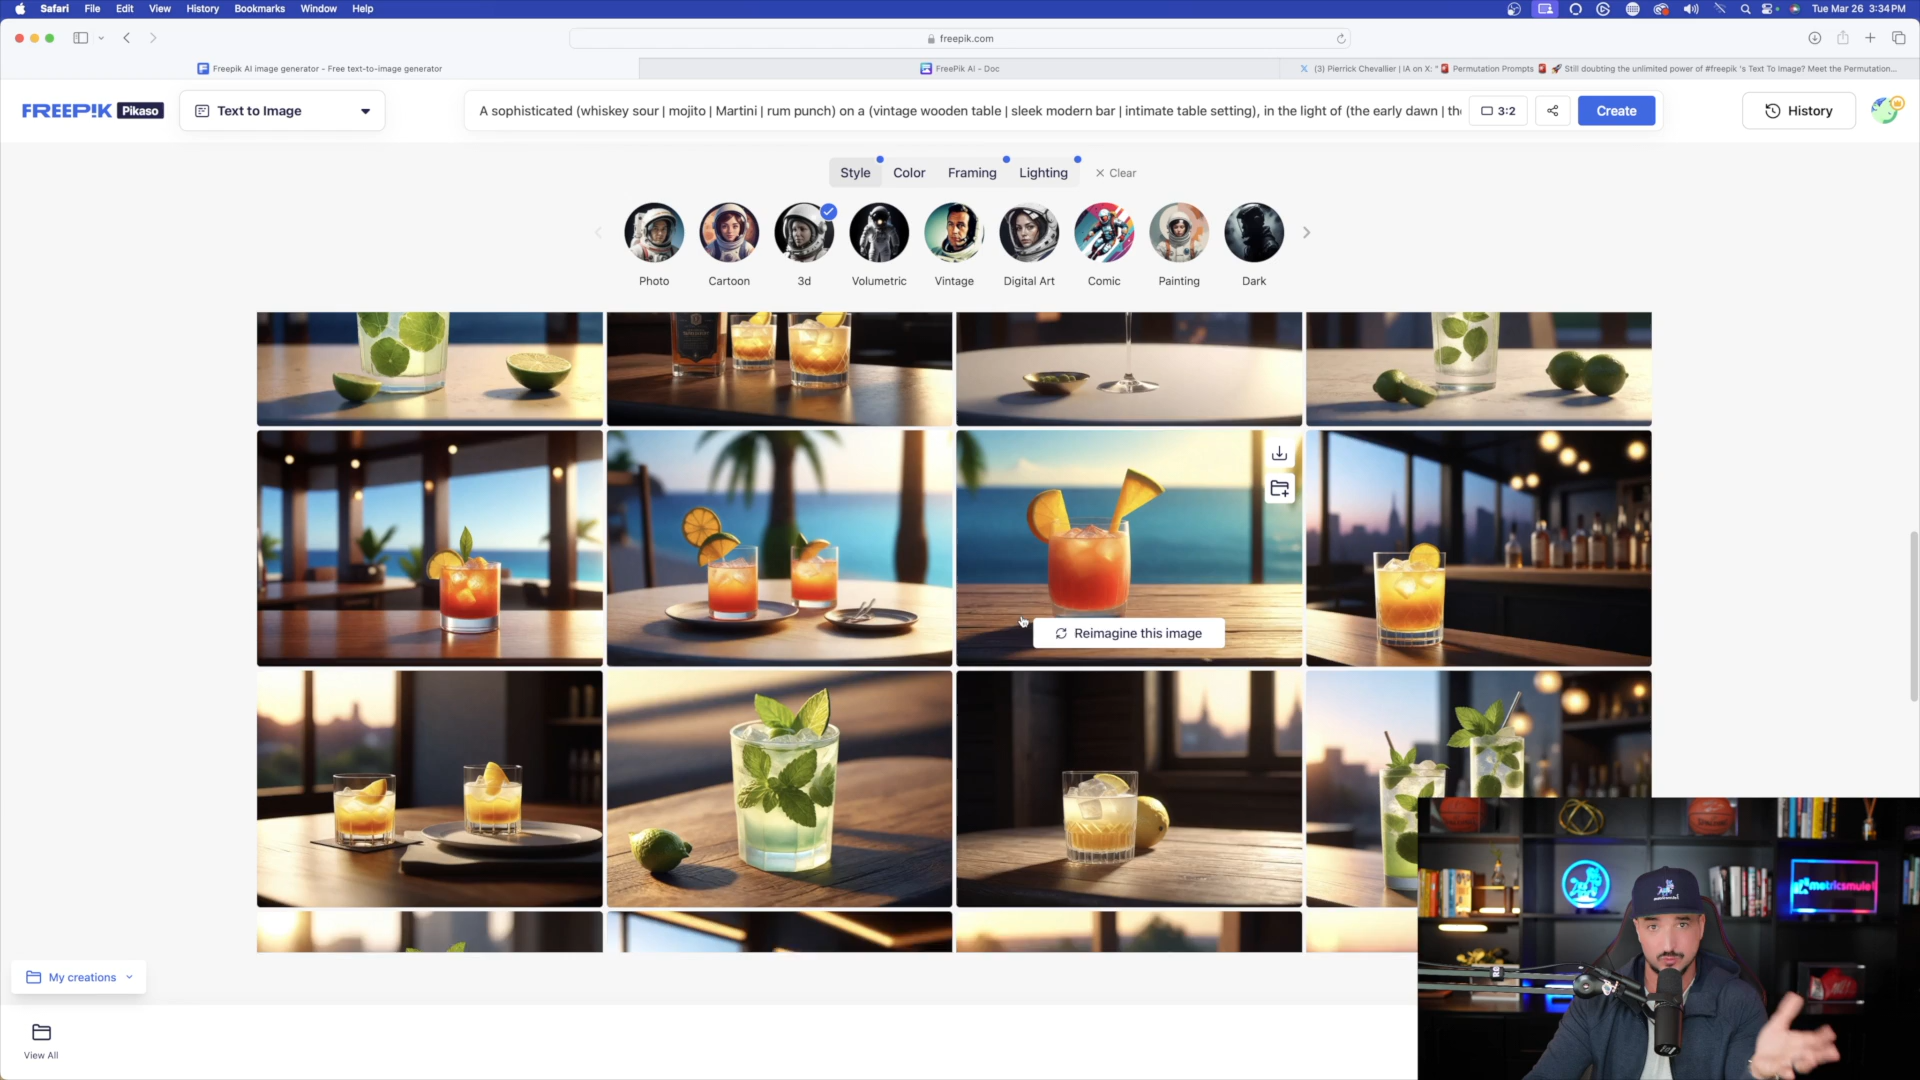 Safari File Edit View History Bookmarks Window Help
Tue Mar 26 3:34 PM
freepik.com
Freepik AI image generator - Free text-to-image generator
FreePik AI - Doc
(3) Pierrick Chevallier | IA on X: "🚨 Permutation Prompts 🚨 🚀 Still doubting the unlimited power of #freepik 's Text To Image? Meet the Permutation...
FREEPIK Pikaso
Text to Image
A sophisticated (whiskey sour | mojito | Martini | rum punch) on a (vintage wooden table | sleek modern bar | intimate table setting), in the light of (the early dawn | th
3:2
Create
History
Style Color Framing Lighting
Clear
Photo Cartoon 3d Volumetric Vintage Digital Art Comic Painting Dark
Reimagine this image
My creations
View All
metricsmule